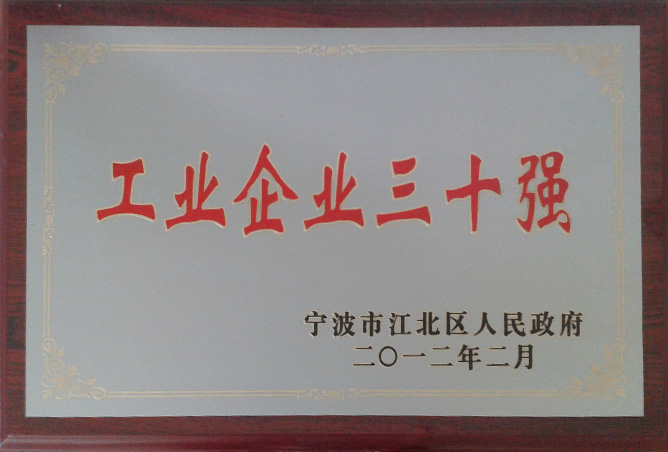 工业企业三十强
宁波市江北区人民政府
二〇一二年二月